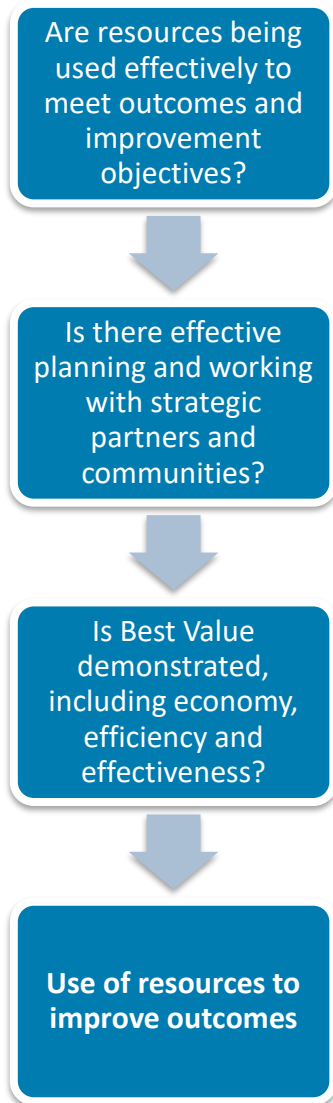 Are resources being
used effectively to
meet outcomes and
improvement
objectives?
Is there effective
planning and working
with strategic
partners and
communities?
Is Best Value
demonstrated,
including economy,
efficiency and
effectiveness?
Use of resources to
improve outcomes